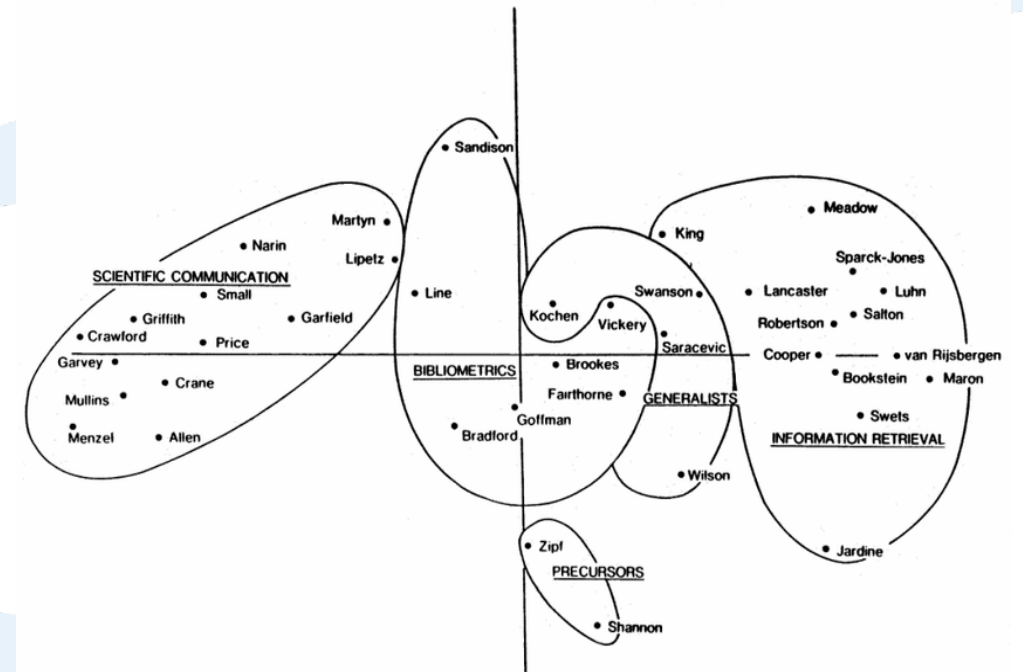 Sandison
Meadow
Martyn
King
Narin
Lipetz
Sparck-Jones
SCIENTIFIC COMMUNICATION
Small
Line
Swanson
Lancaster
Luhn
Kochen
Griffith
Garfield
Vickery
Robertson
Salton
Crawford
Price
Saracevic
Cooper
van Rijsbergen
Garvey
BIBLIOMETRICS
Brookes
Bookstein
Maron
Crane
Mullins
Fairthorne
GENERALISTS
Goffman
Swets
Menzel
Allen
Bradford
INFORMATION RETRIEVAL
Wilson
Zipf
Jardine
PRECURSORS
Shannon